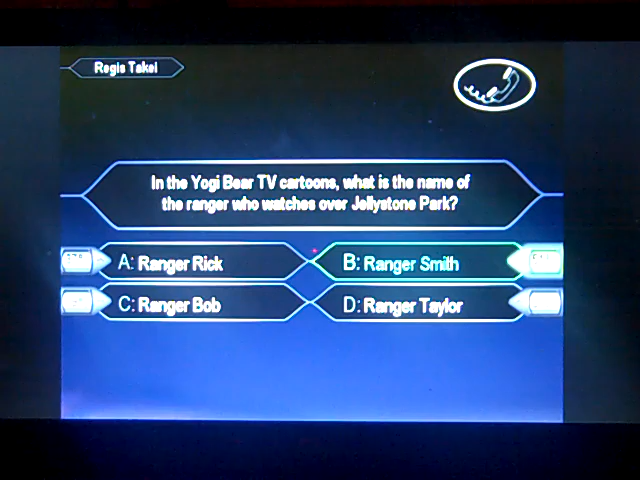 Regis Takei
In the Yogi Bear TV cartoons, what is the name of
the ranger who watches over Jellystone Park?
A: Ranger Rick
B: Ranger Smith
C: Ranger Bob
D: Ranger Taylor